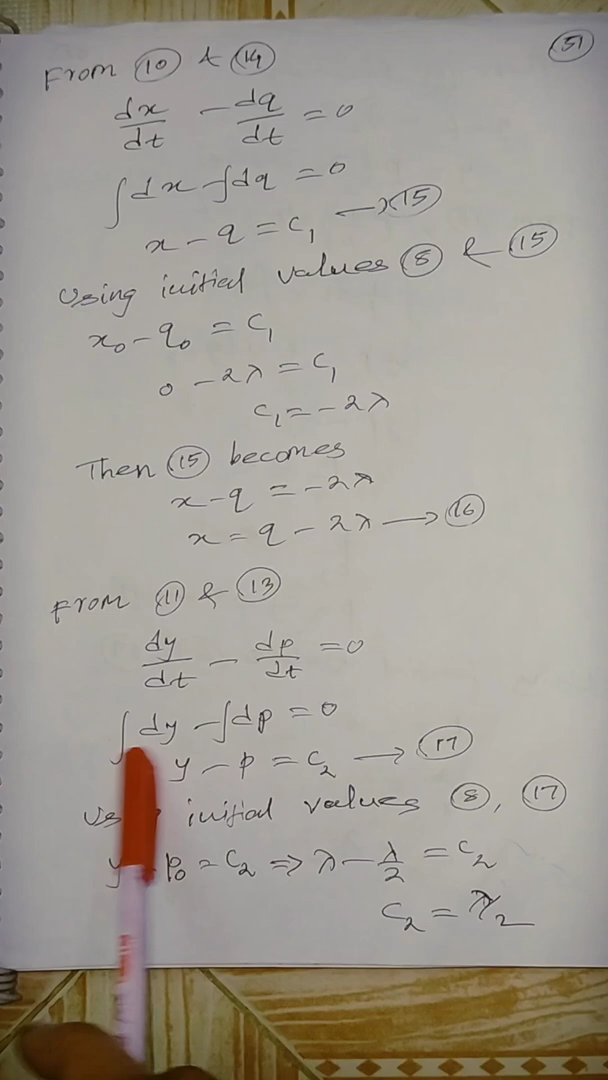 51
From (10) & (14)
dx/dt - dq/dt = 0
∫dx - ∫dq = 0
x - q = c₁ → (15)
Using initial values (8) & (15)
x₀ - q₀ = c₁
0 - 2λ = c₁
c₁ = -2λ
Then (15) becomes
x - q = -2λ
x = q - 2λ → (16)
From (11) & (13)
dy/dt - dp/dt = 0
∫dy - ∫dp = 0
y - p = c₂ → (17)
initial values (8), (17)
p₀ = c₂ ⇒ λ - λ/2 = c₂
c₂ = λ/2